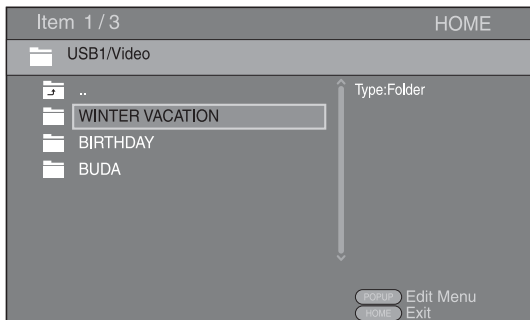 Item 1/3 HOME
USB1/Video
.. Type:Folder
WINTER VACATION
BIRTHDAY
BUDA
POPUP Edit Menu
HOME Exit